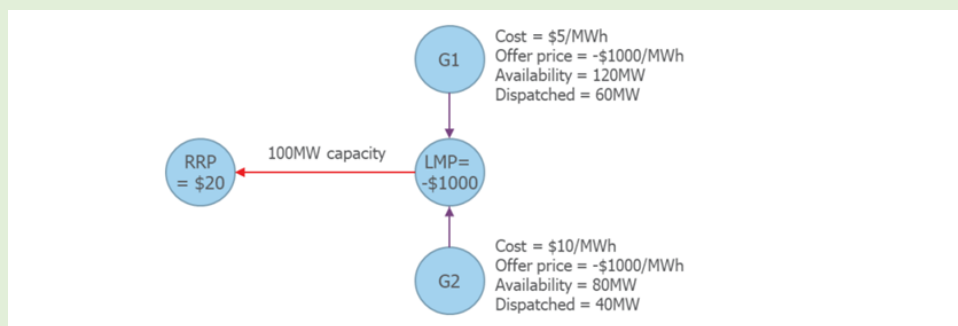 G1
Cost = $5/MWh
Offer price = -$1000/MWh
Availability = 120MW
Dispatched = 60MW
RRP
= $20
100MW capacity
LMP=
-$1000
G2
Cost = $10/MWh
Offer price = -$1000/MWh
Availability = 80MW
Dispatched = 40MW